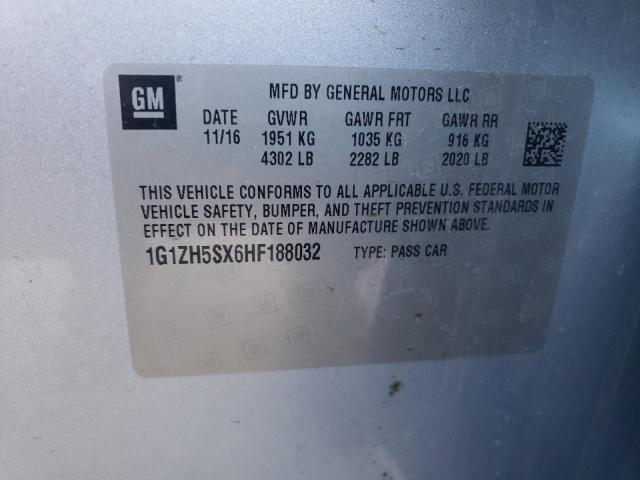 GM ® MFD BY GENERAL MOTORS LLC
DATE GVWR GAWR FRT GAWR RR
11/16 1951 KG 1035 KG 916 KG
4302 LB 2282 LB 2020 LB
THIS VEHICLE CONFORMS TO ALL APPLICABLE U.S. FEDERAL MOTOR
VEHICLE SAFETY, BUMPER, AND THEFT PREVENTION STANDARDS IN
EFFECT ON THE DATE OF MANUFACTURE SHOWN ABOVE.
1G1ZH5SX6HF188032 TYPE: PASS CAR